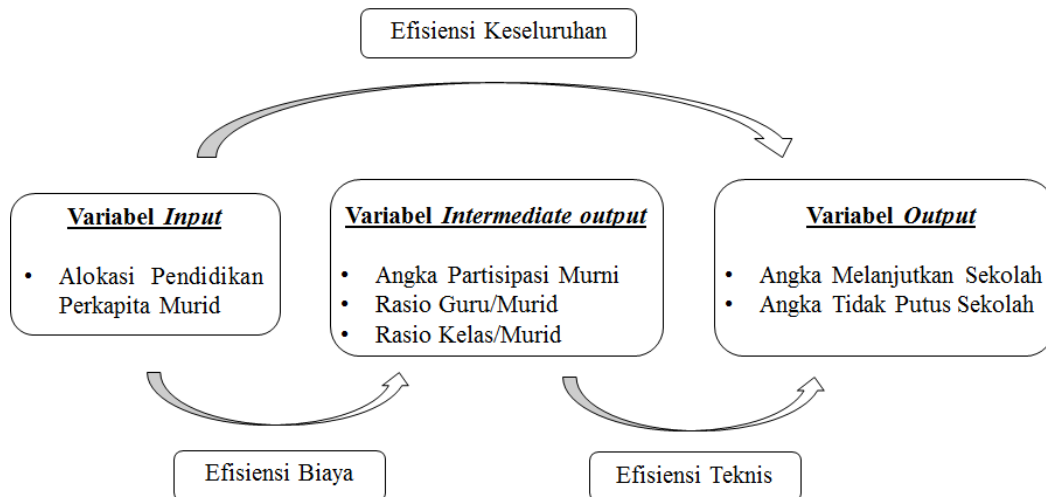 Efisiensi Keseluruhan
Variabel Input
• Alokasi Pendidikan
Perkapita Murid
Variabel Intermediate output
• Angka Partisipasi Murni
• Rasio Guru/Murid
• Rasio Kelas/Murid
Variabel Output
• Angka Melanjutkan Sekolah
• Angka Tidak Putus Sekolah
Efisiensi Biaya
Efisiensi Teknis